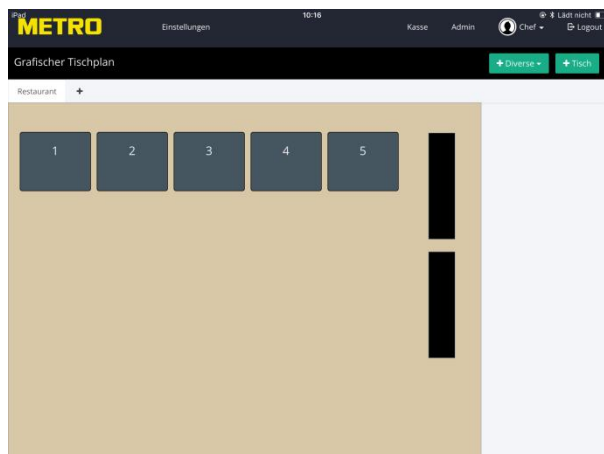 iPad 10:16 Lädt nicht
METRO Einstellungen Kasse Admin Chef Logout
Grafischer Tischplan + Diverse + Tisch
Restaurant +
1 2 3 4 5